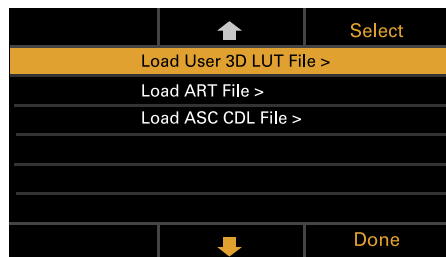 Select
Load User 3D LUT File >
Load ART File >
Load ASC CDL File >
Done